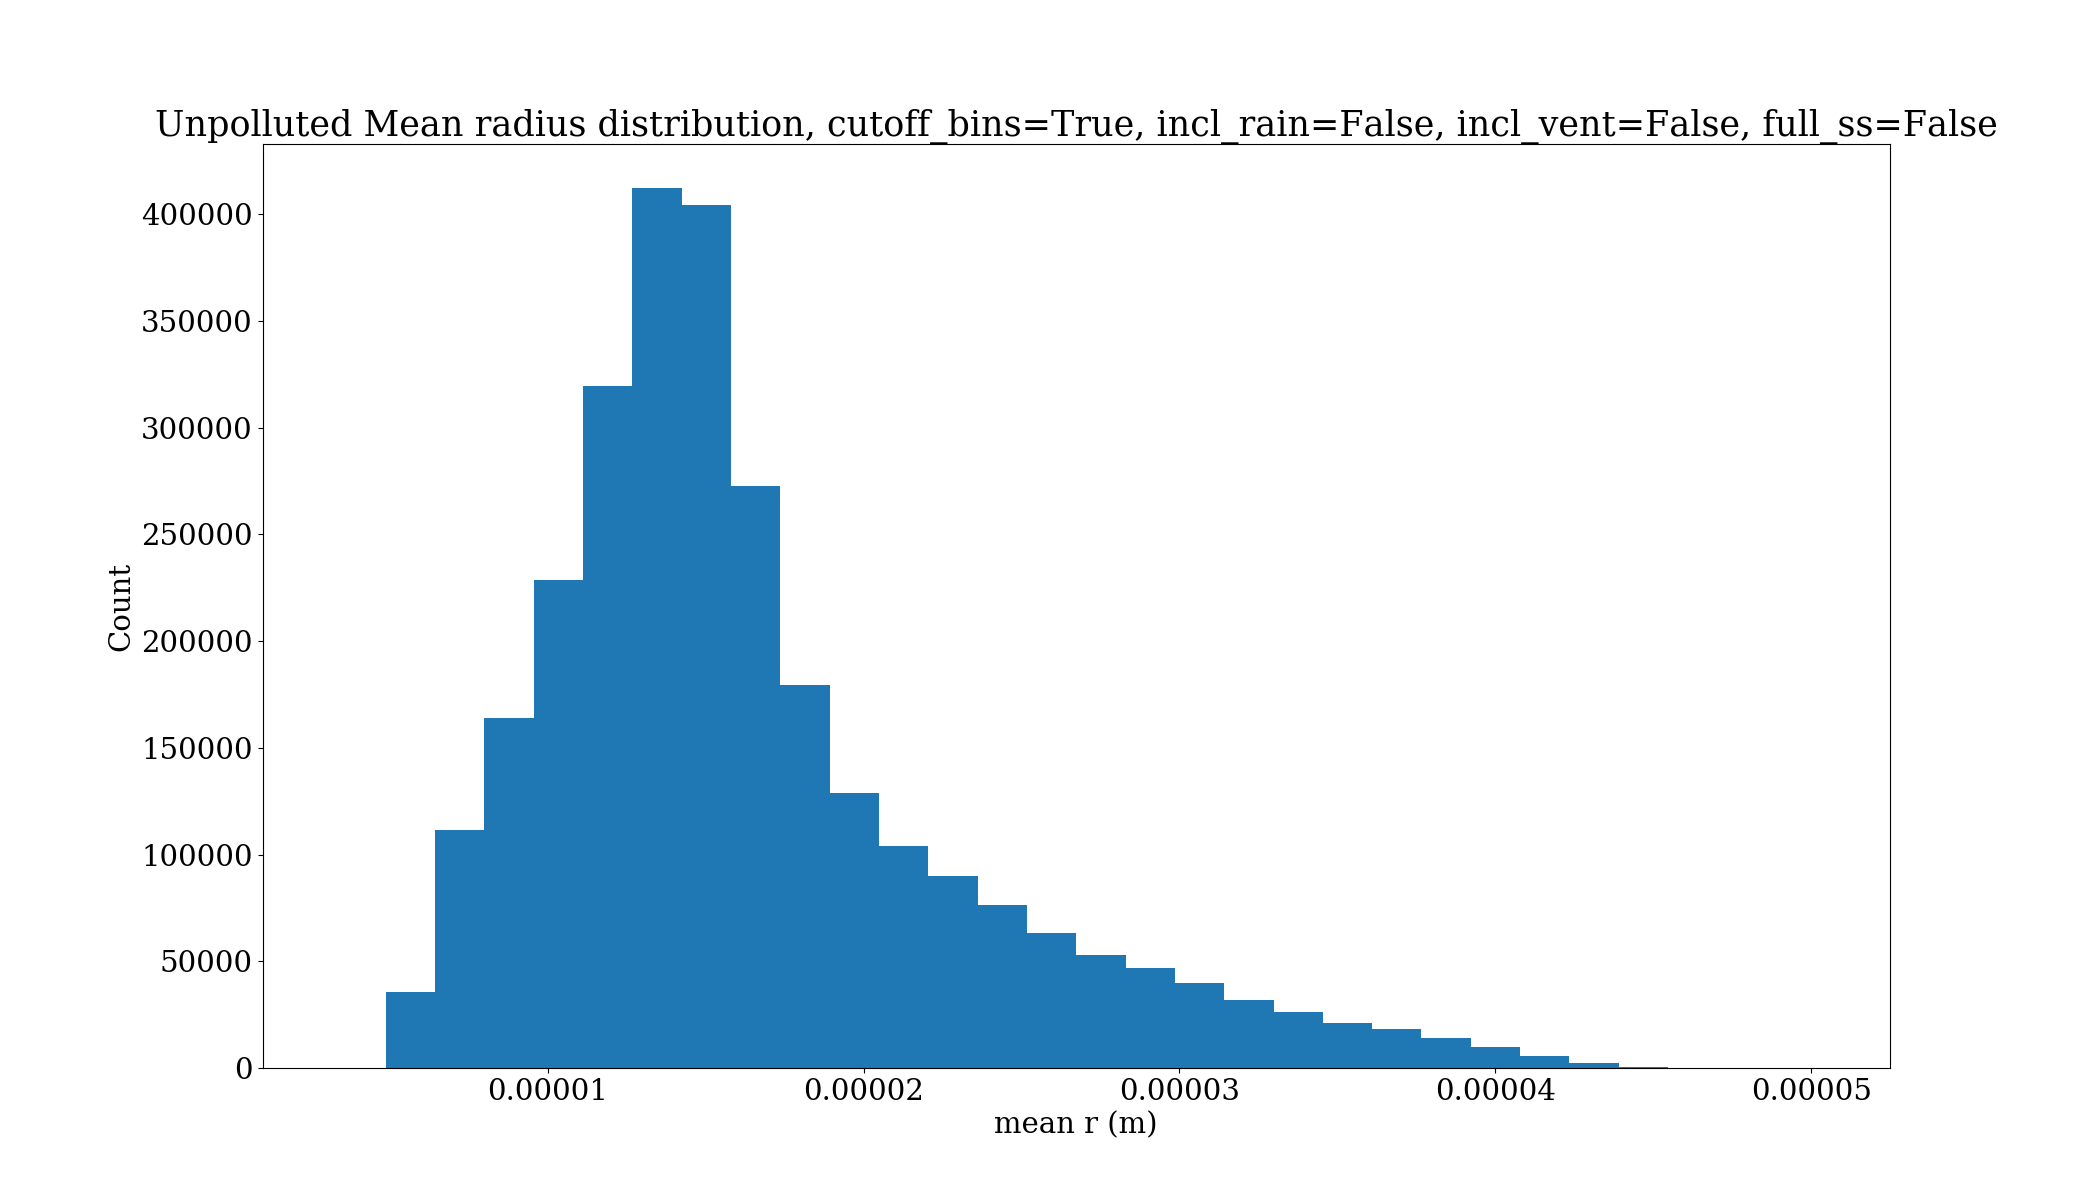 Unpolluted Mean radius distribution, cutoff_bins=True, incl_rain=False, incl_vent=False, full_ss=False
400000
350000
300000
250000
200000
150000
100000
50000
0
Count
0.00001 0.00002 0.00003 0.00004 0.00005
mean r (m)